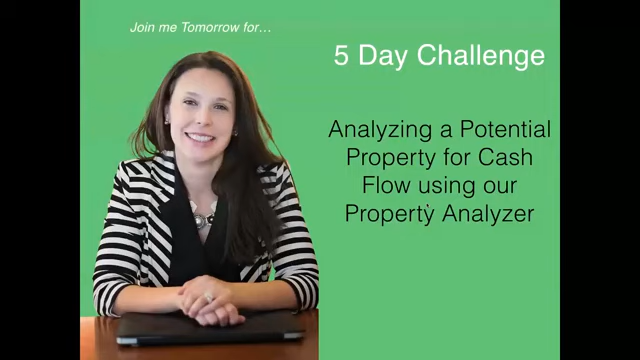 Join me Tomorrow for...
5 Day Challenge
Analyzing a Potential
Property for Cash
Flow using our
Property Analyzer